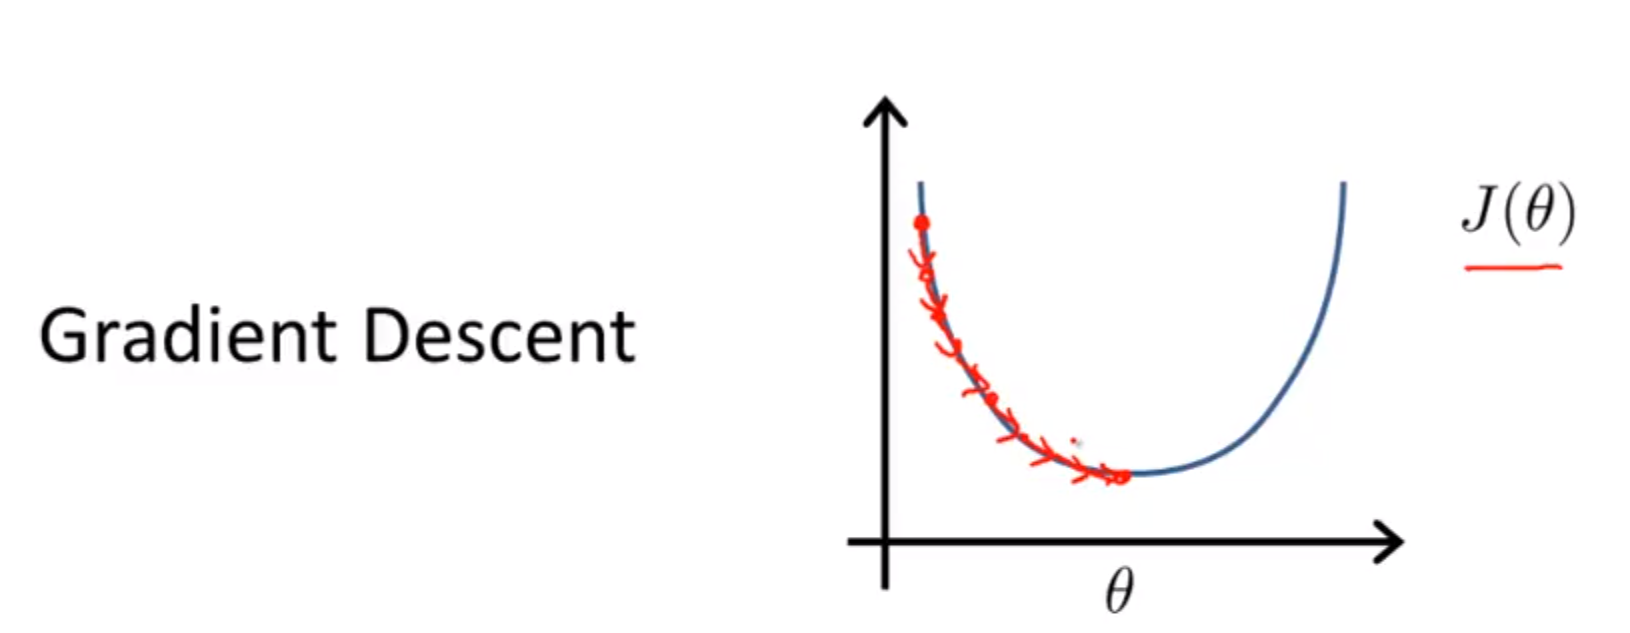 J(θ)
Gradient Descent
θ